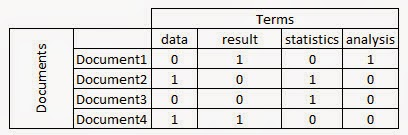 Terms
data result statistics analysis
Documents
Document1 0 1 0 1
Document2 1 0 1 0
Document3 0 0 1 0
Document4 1 1 0 0